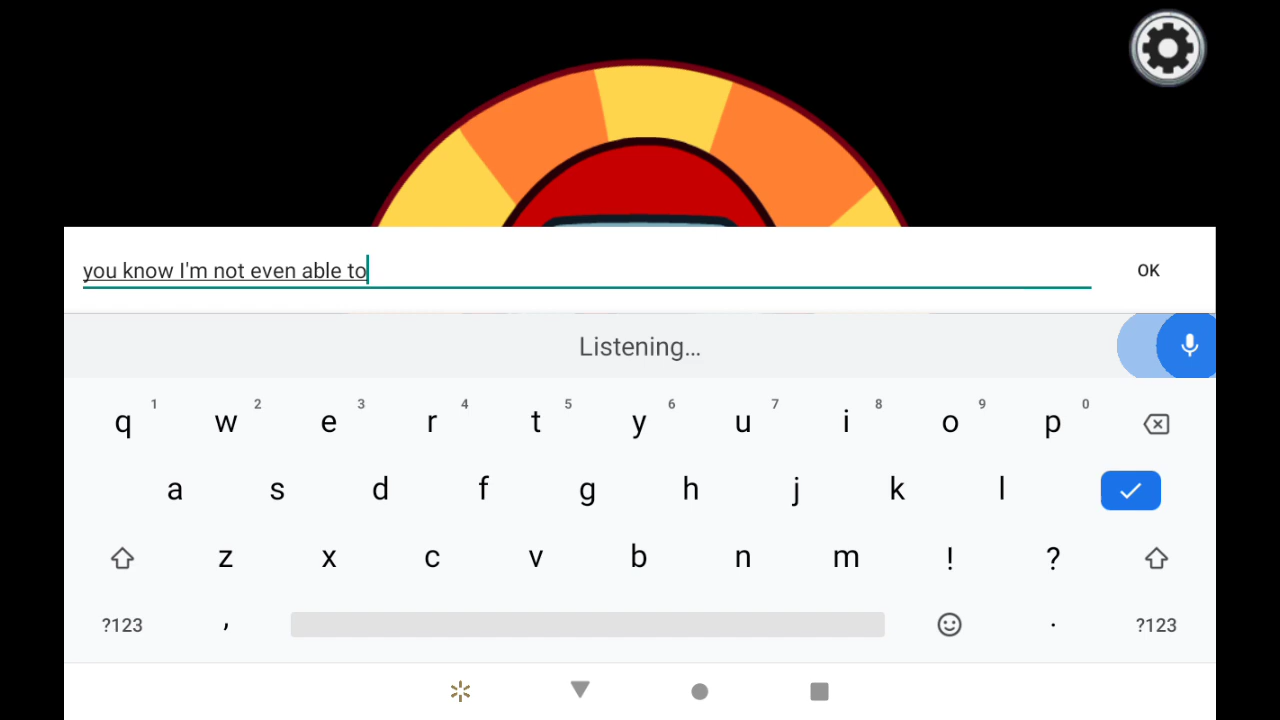 you know I'm not even able to
OK
Listening...
1 2 3 4 5 6 7 8 9 0
q w e r t y u i o p
a s d f g h j k l
z x c v b n m ! ?
?123 , . ?123